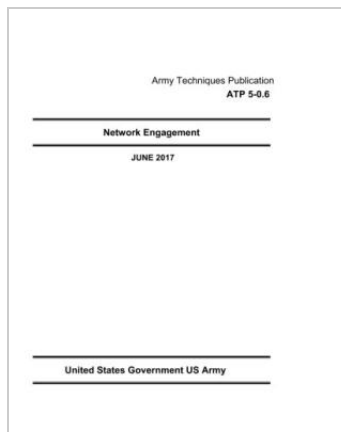 Army Techniques Publication
ATP 5-0.6
Network Engagement
JUNE 2017
United States Government US Army